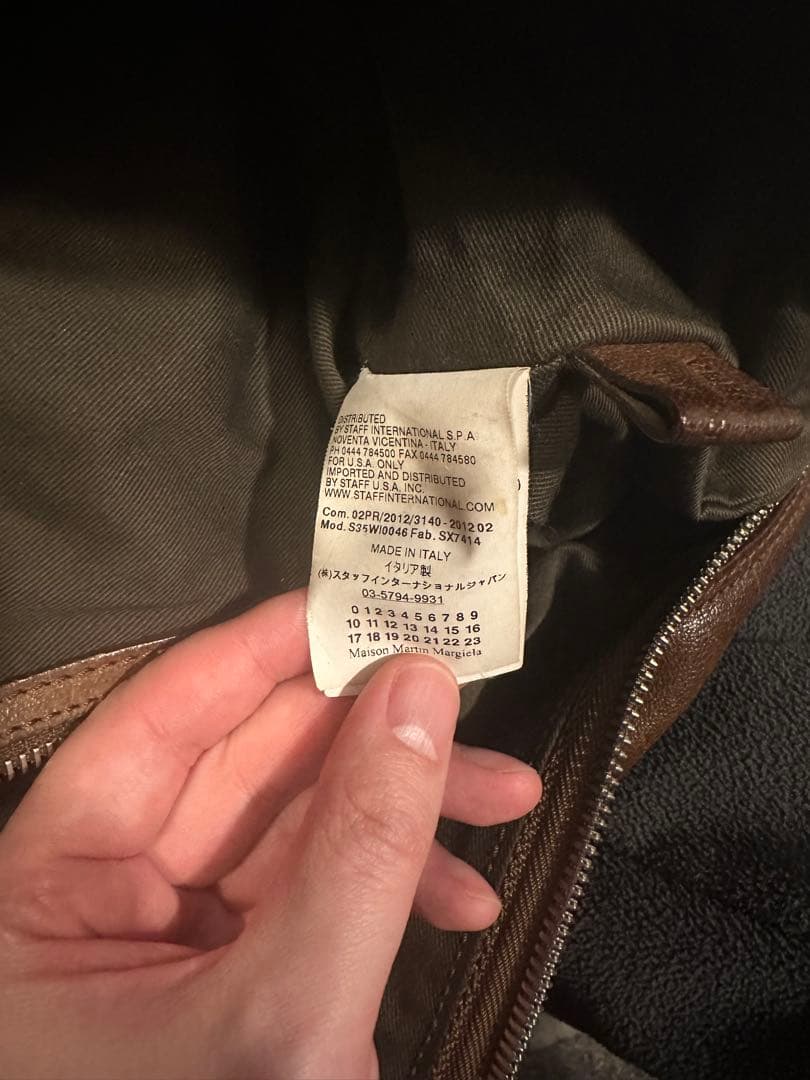 DISTRIBUTED
BY STAFF INTERNATIONAL S.P.A.
NOVENTA VICENTINA - ITALY
PH 0444 784500 FAX 0444 784580
FOR U.S.A. ONLY
IMPORTED AND DISTRIBUTED
BY STAFF U.S.A. INC.
WWW.STAFFINTERNATIONAL.COM
Com. 02PR/2012/3140 - 2012 02
Mod. S35WI0046 Fab. SX7414
MADE IN ITALY
イタリア製
(株)スタッフインターナショナルジャパン
03-5794-9931
0 1 2 3 4 5 6 7 8 9
10 11 12 13 14 15 16
17 18 19 20 21 22 23
Maison Martin Margiela